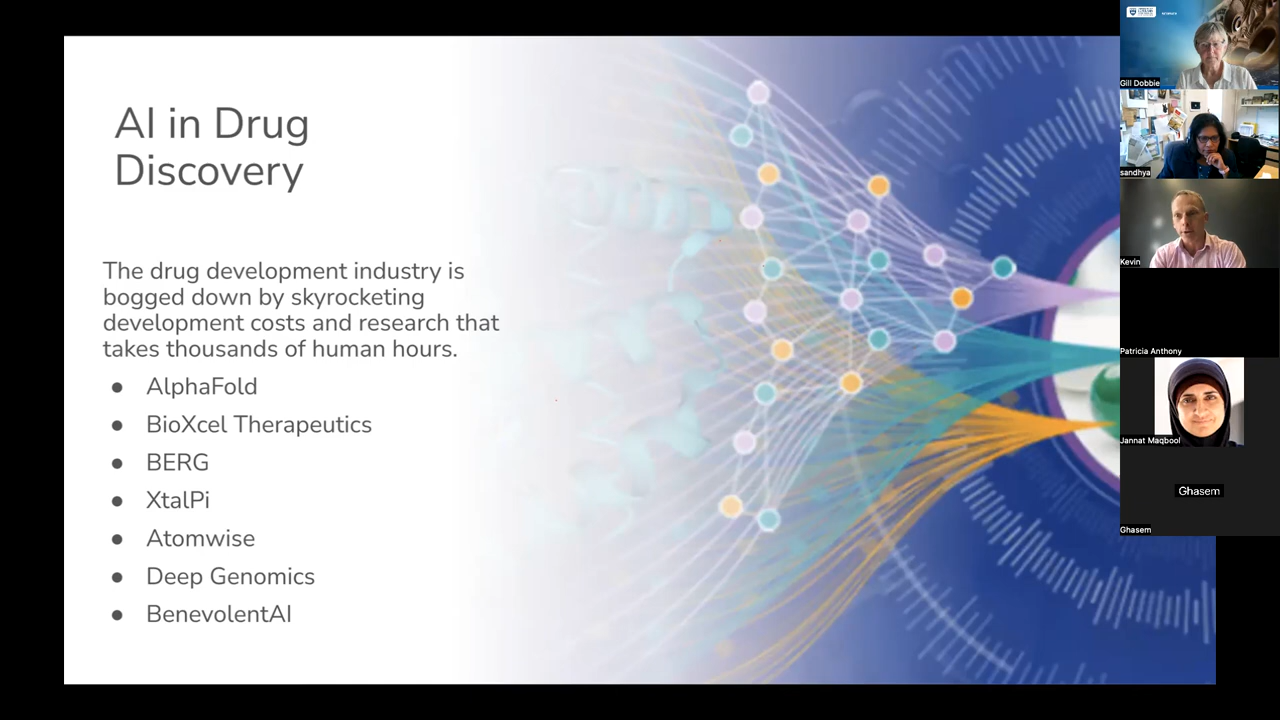 AI in Drug
Discovery
The drug development industry is
bogged down by skyrocketing
development costs and research that
takes thousands of human hours.
● AlphaFold
● BioXcel Therapeutics
● BERG
● XtalPi
● Atomwise
● Deep Genomics
● BenevolentAI
Gill Dobbie
sandhya
Kevin
Patricia Anthony
Jannat Maqbool
Ghasem
Ghasem